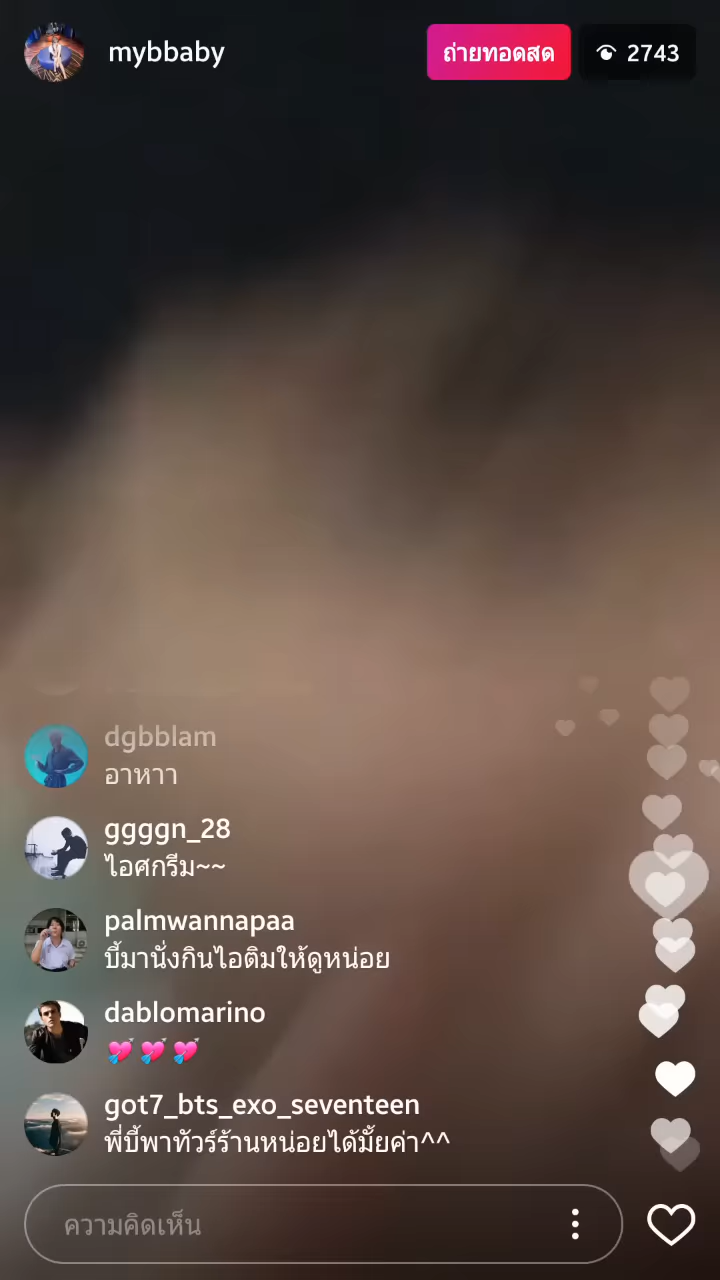 mybbaby
ถ่ายทอดสด
2743
dgbblam
อาหาา
ggggn_28
ไอศกรีม~~
palmwannapaa
บี้มานั่งกินไอติมให้ดูหน่อย
dablomarino
💘💘💘
got7_bts_exo_seventeen
พี่บี้พาทัวร์ร้านหน่อยได้มั้ยค่า^^
ความคิดเห็น